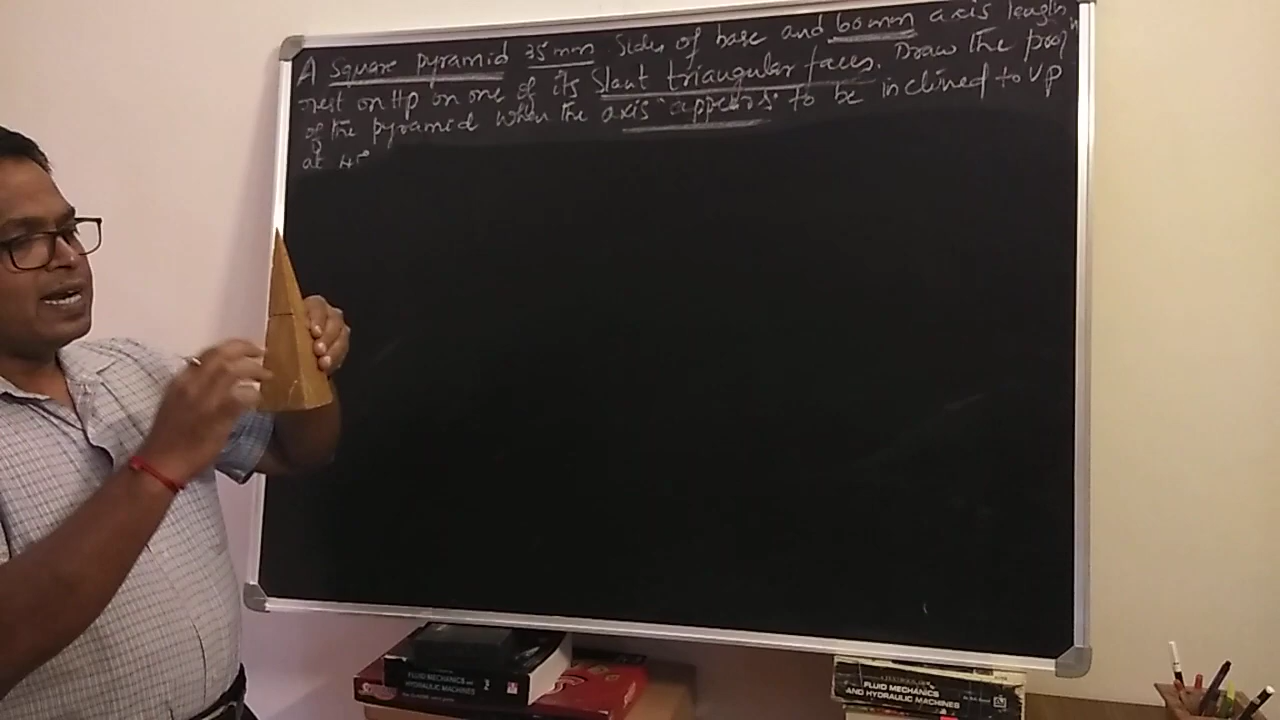 A Square pyramid 35 mm sides of base and 60mm axis length
rest on HP on one of its Slant triangular faces. Draw the proj
of the pyramid when the axis appears to be inclined to VP
at 45°
FLUID MECHANICS AND
HYDRAULIC MACHINES
FLUID MECHANICS
AND HYDRAULIC MACHINES